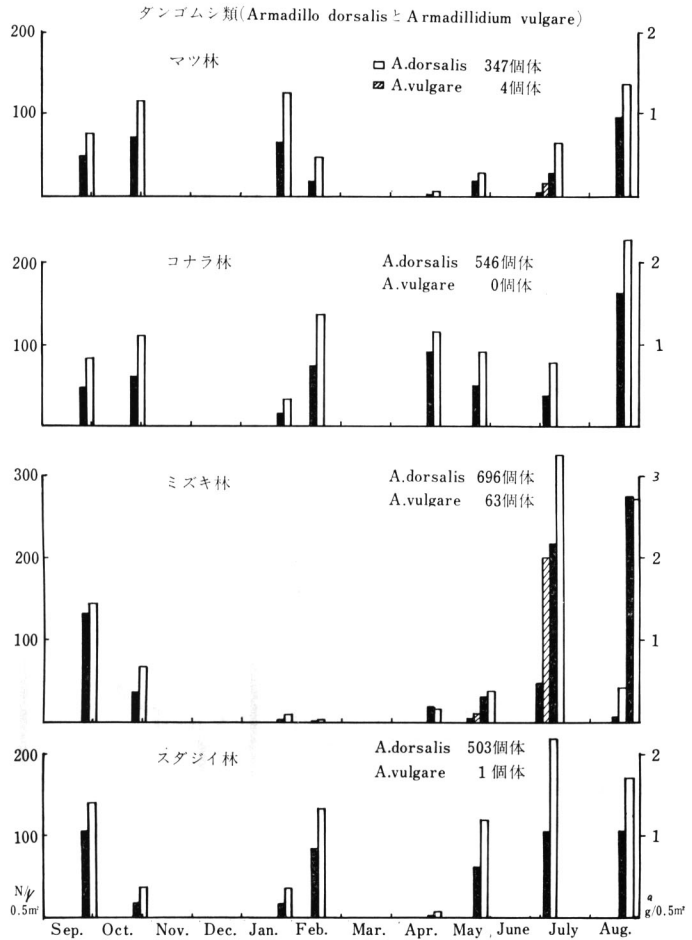 ダンゴムシ類(Armadillo dorsalisとArmadillidium vulgare)
200
2
マツ林
A.dorsalis 347個体
A.vulgare 4個体
100
1
200
コナラ林
A.dorsalis 546個体
A.vulgare 0個体
2
100
1
300
ミズキ林
A.dorsalis 696個体
A.vulgare 63個体
3
200
2
100
1
200
スダジイ林
A.dorsalis 503個体
A.vulgare 1個体
2
100
1
N/
0.5m²
g/0.5m²
Sep. Oct. Nov. Dec. Jan. Feb. Mar. Apr. May June July Aug.